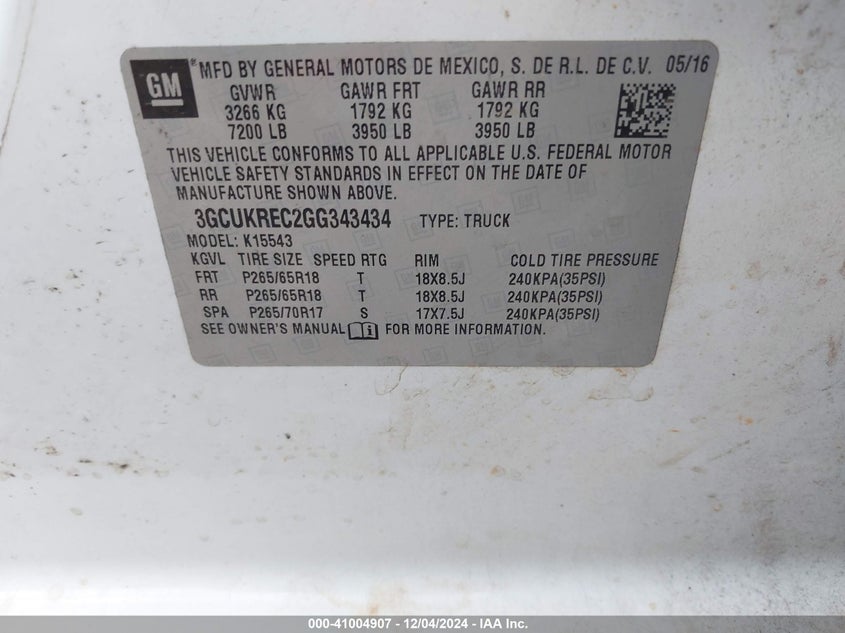 GM
® MFD BY GENERAL MOTORS DE MEXICO, S. DE R.L. DE C.V. 05/16
GVWR GAWR FRT GAWR RR
3266 KG 1792 KG 1792 KG
7200 LB 3950 LB 3950 LB
THIS VEHICLE CONFORMS TO ALL APPLICABLE U.S. FEDERAL MOTOR
VEHICLE SAFETY STANDARDS IN EFFECT ON THE DATE OF
MANUFACTURE SHOWN ABOVE.
3GCUKREC2GG343434 TYPE: TRUCK
MODEL: K15543
KGVL TIRE SIZE SPEED RTG RIM COLD TIRE PRESSURE
FRT P265/65R18 T 18X8.5J 240KPA(35PSI)
RR P265/65R18 T 18X8.5J 240KPA(35PSI)
SPA P265/70R17 S 17X7.5J 240KPA(35PSI)
SEE OWNER'S MANUAL i FOR MORE INFORMATION.
000-41004907 - 12/04/2024 - IAA Inc.